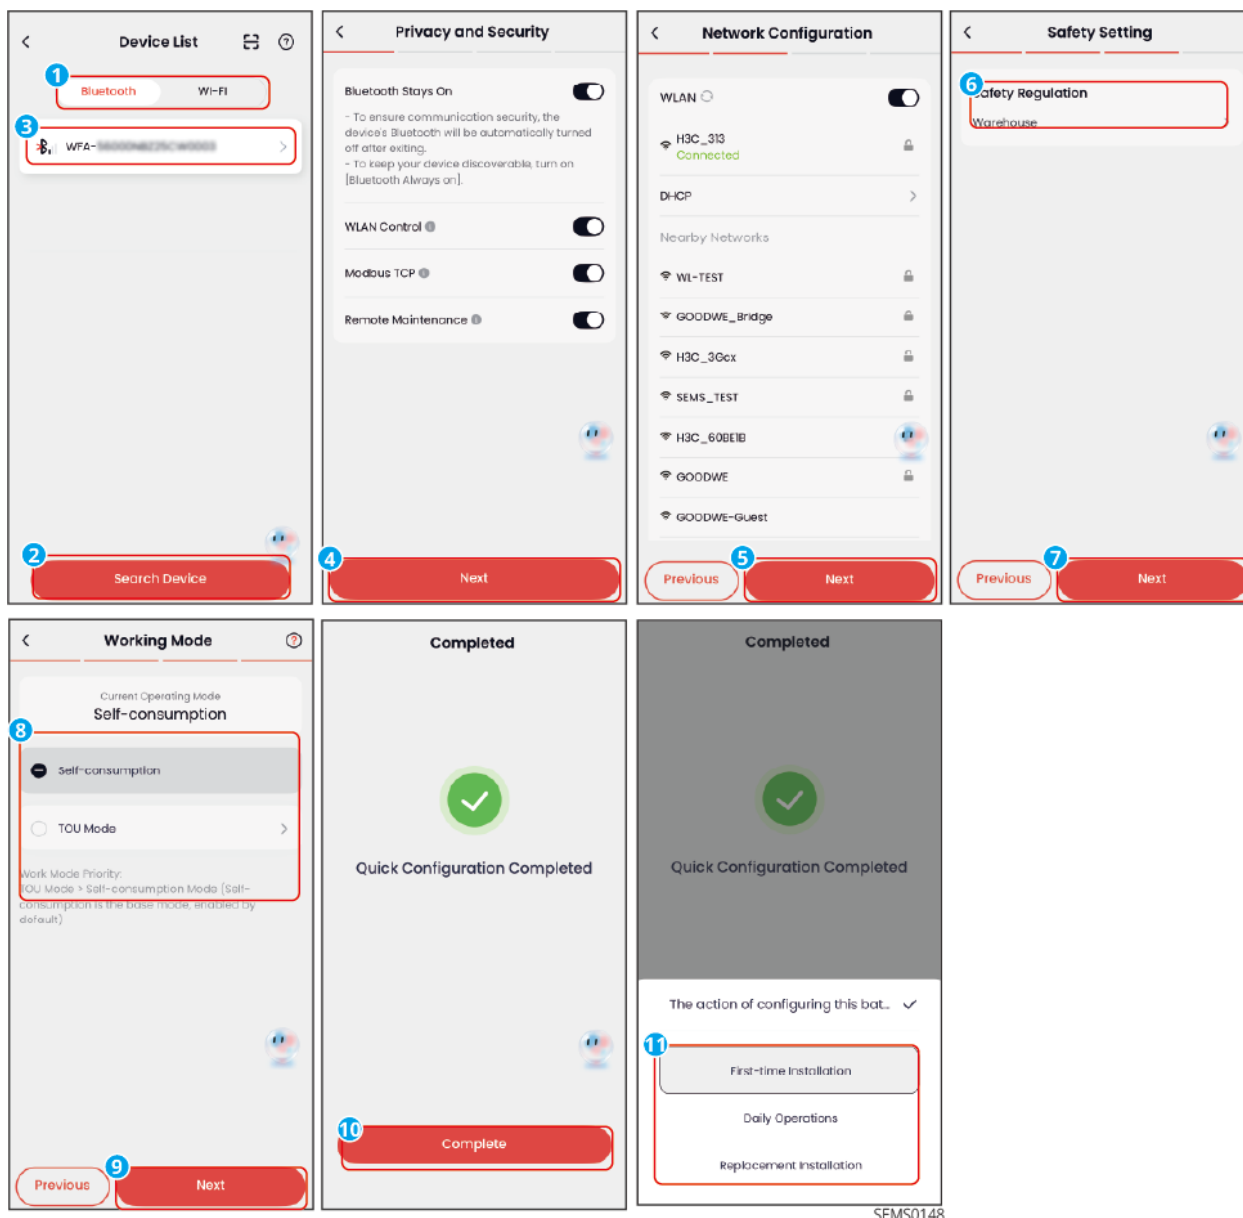 Device List
1
Bluetooth
Wi-Fi
3
WFA-
2
Search Device
Privacy and Security
Bluetooth Stays On
- To ensure communication security, the
device's Bluetooth will be automatically turned
off after exiting.
- To keep your device discoverable, turn on
[Bluetooth Always on].
WLAN Control
Modbus TCP
Remote Maintenance
4
Next
Network Configuration
WLAN
H3C_313
Connected
DHCP
Nearby Networks
WL-TEST
GOODWE_Bridge
H3C_3Gcx
SEMS_TEST
H3C_60BE1B
GOODWE
GOODWE-Guest
5
Previous
Next
Safety Setting
6
Safety Regulation
Warehouse
7
Previous
Next
Working Mode
Current Operating Mode
Self-consumption
8
Self-consumption
TOU Mode
Work Mode Priority:
TOU Mode > Self-consumption Mode (Self-
consumption is the base mode, enabled by
default)
9
Previous
Next
Completed
Quick Configuration Completed
10
Complete
Completed
Quick Configuration Completed
The action of configuring this bat...
11
First-time Installation
Daily Operations
Replacement Installation
SEMS0148